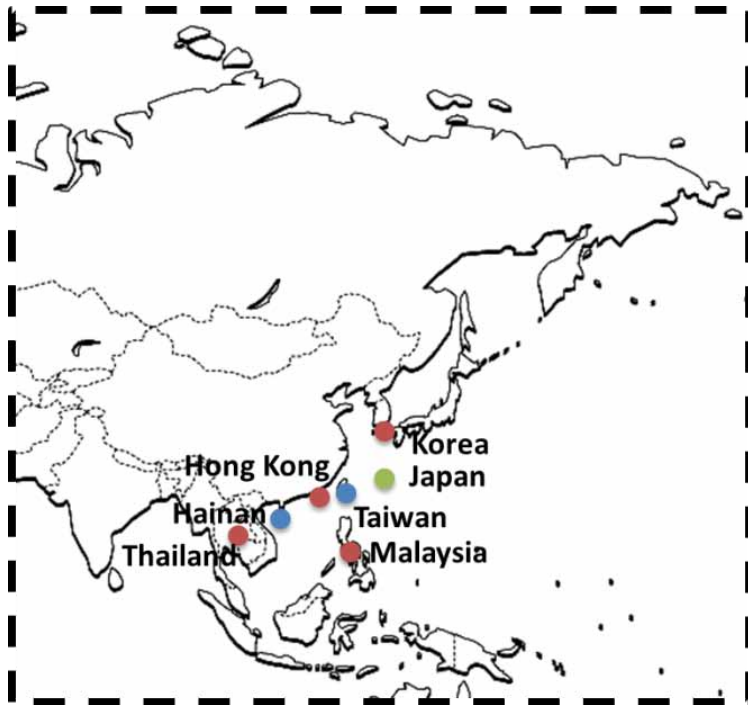 Korea
Hong Kong
Japan
Hainan
Taiwan
Thailand
Malaysia